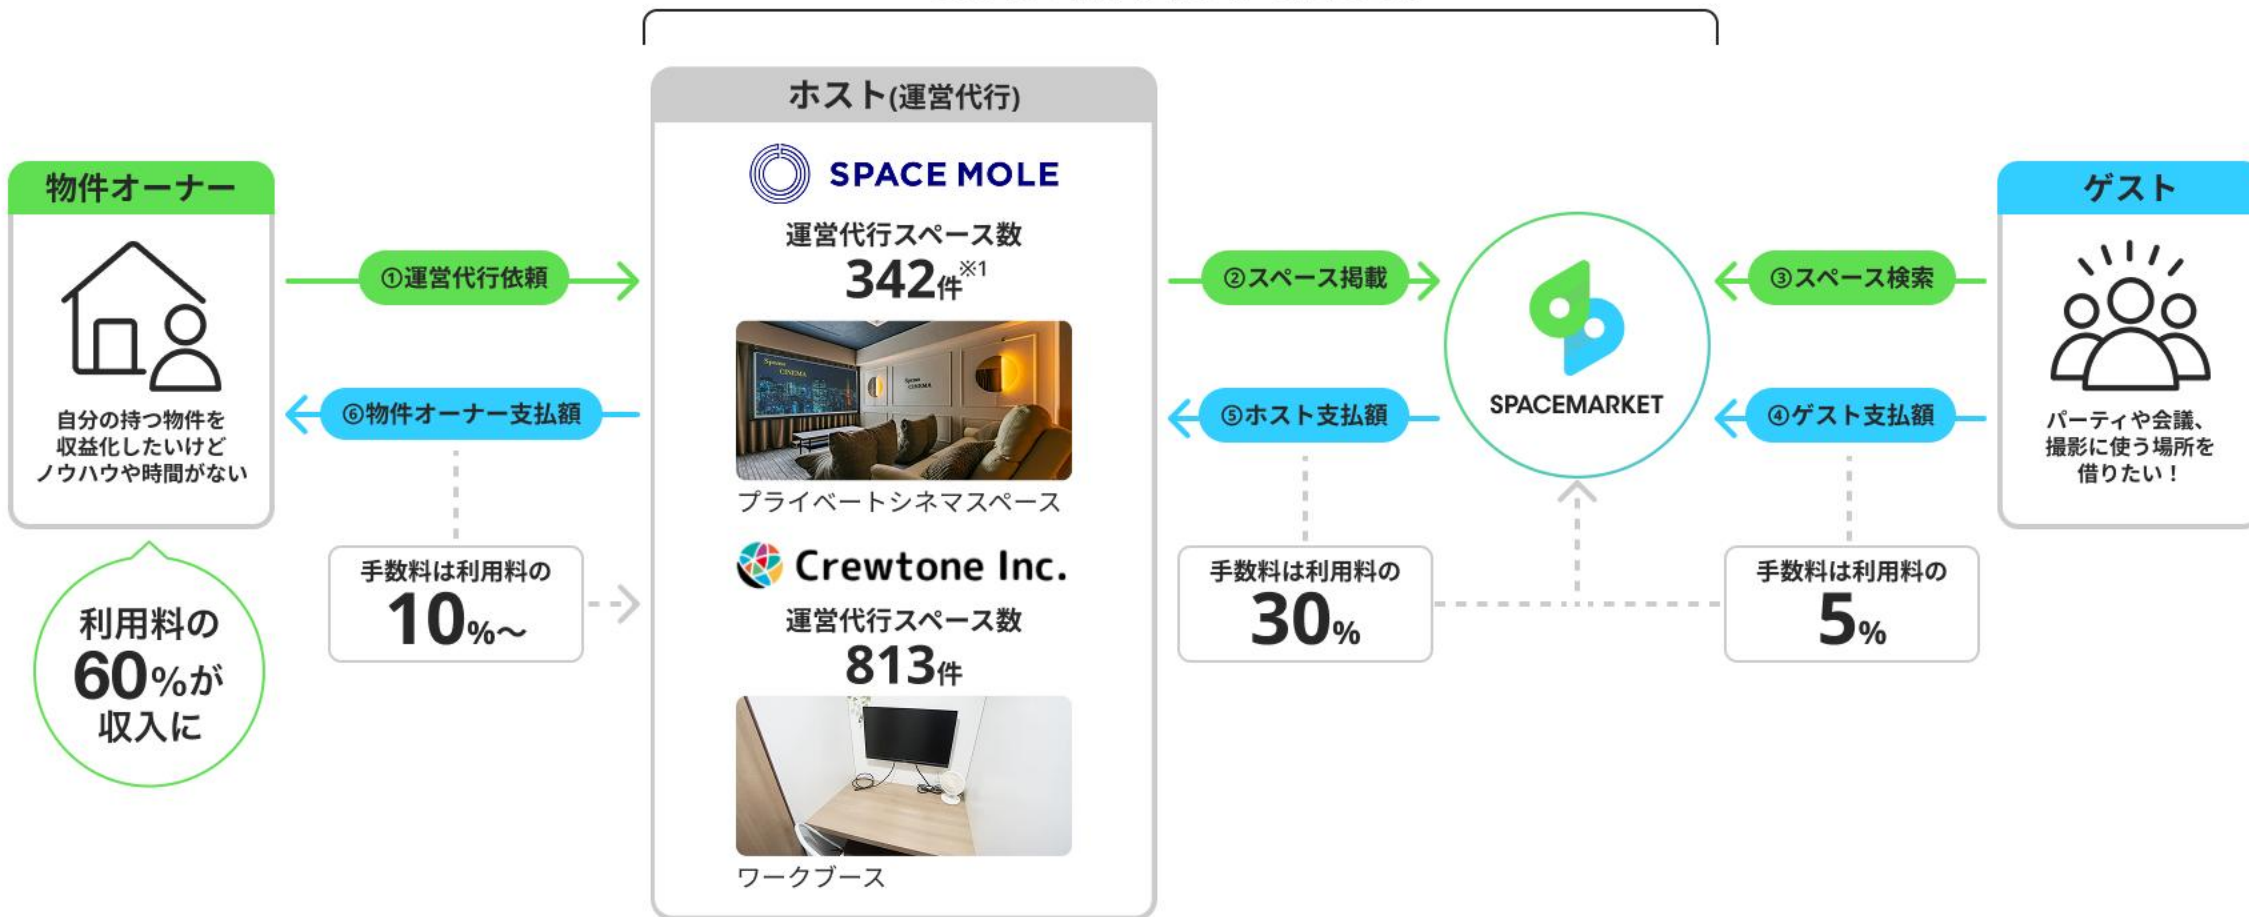 ホスト(運営代行)
SPACE MOLE
運営代行スペース数
342件※1
Spacee
CINEMA
プライベートシネマスペース
Crewtone Inc.
運営代行スペース数
813件
ワークブース
物件オーナー
自分の持つ物件を
収益化したいけど
ノウハウや時間がない
利用料の
60%が
収入に
①運営代行依頼
⑥物件オーナー支払額
手数料は利用料の
10%～
②スペース掲載
⑤ホスト支払額
手数料は利用料の
30%
SPACEMARKET
③スペース検索
④ゲスト支払額
手数料は利用料の
5%
ゲスト
パーティや会議、
撮影に使う場所を
借りたい！